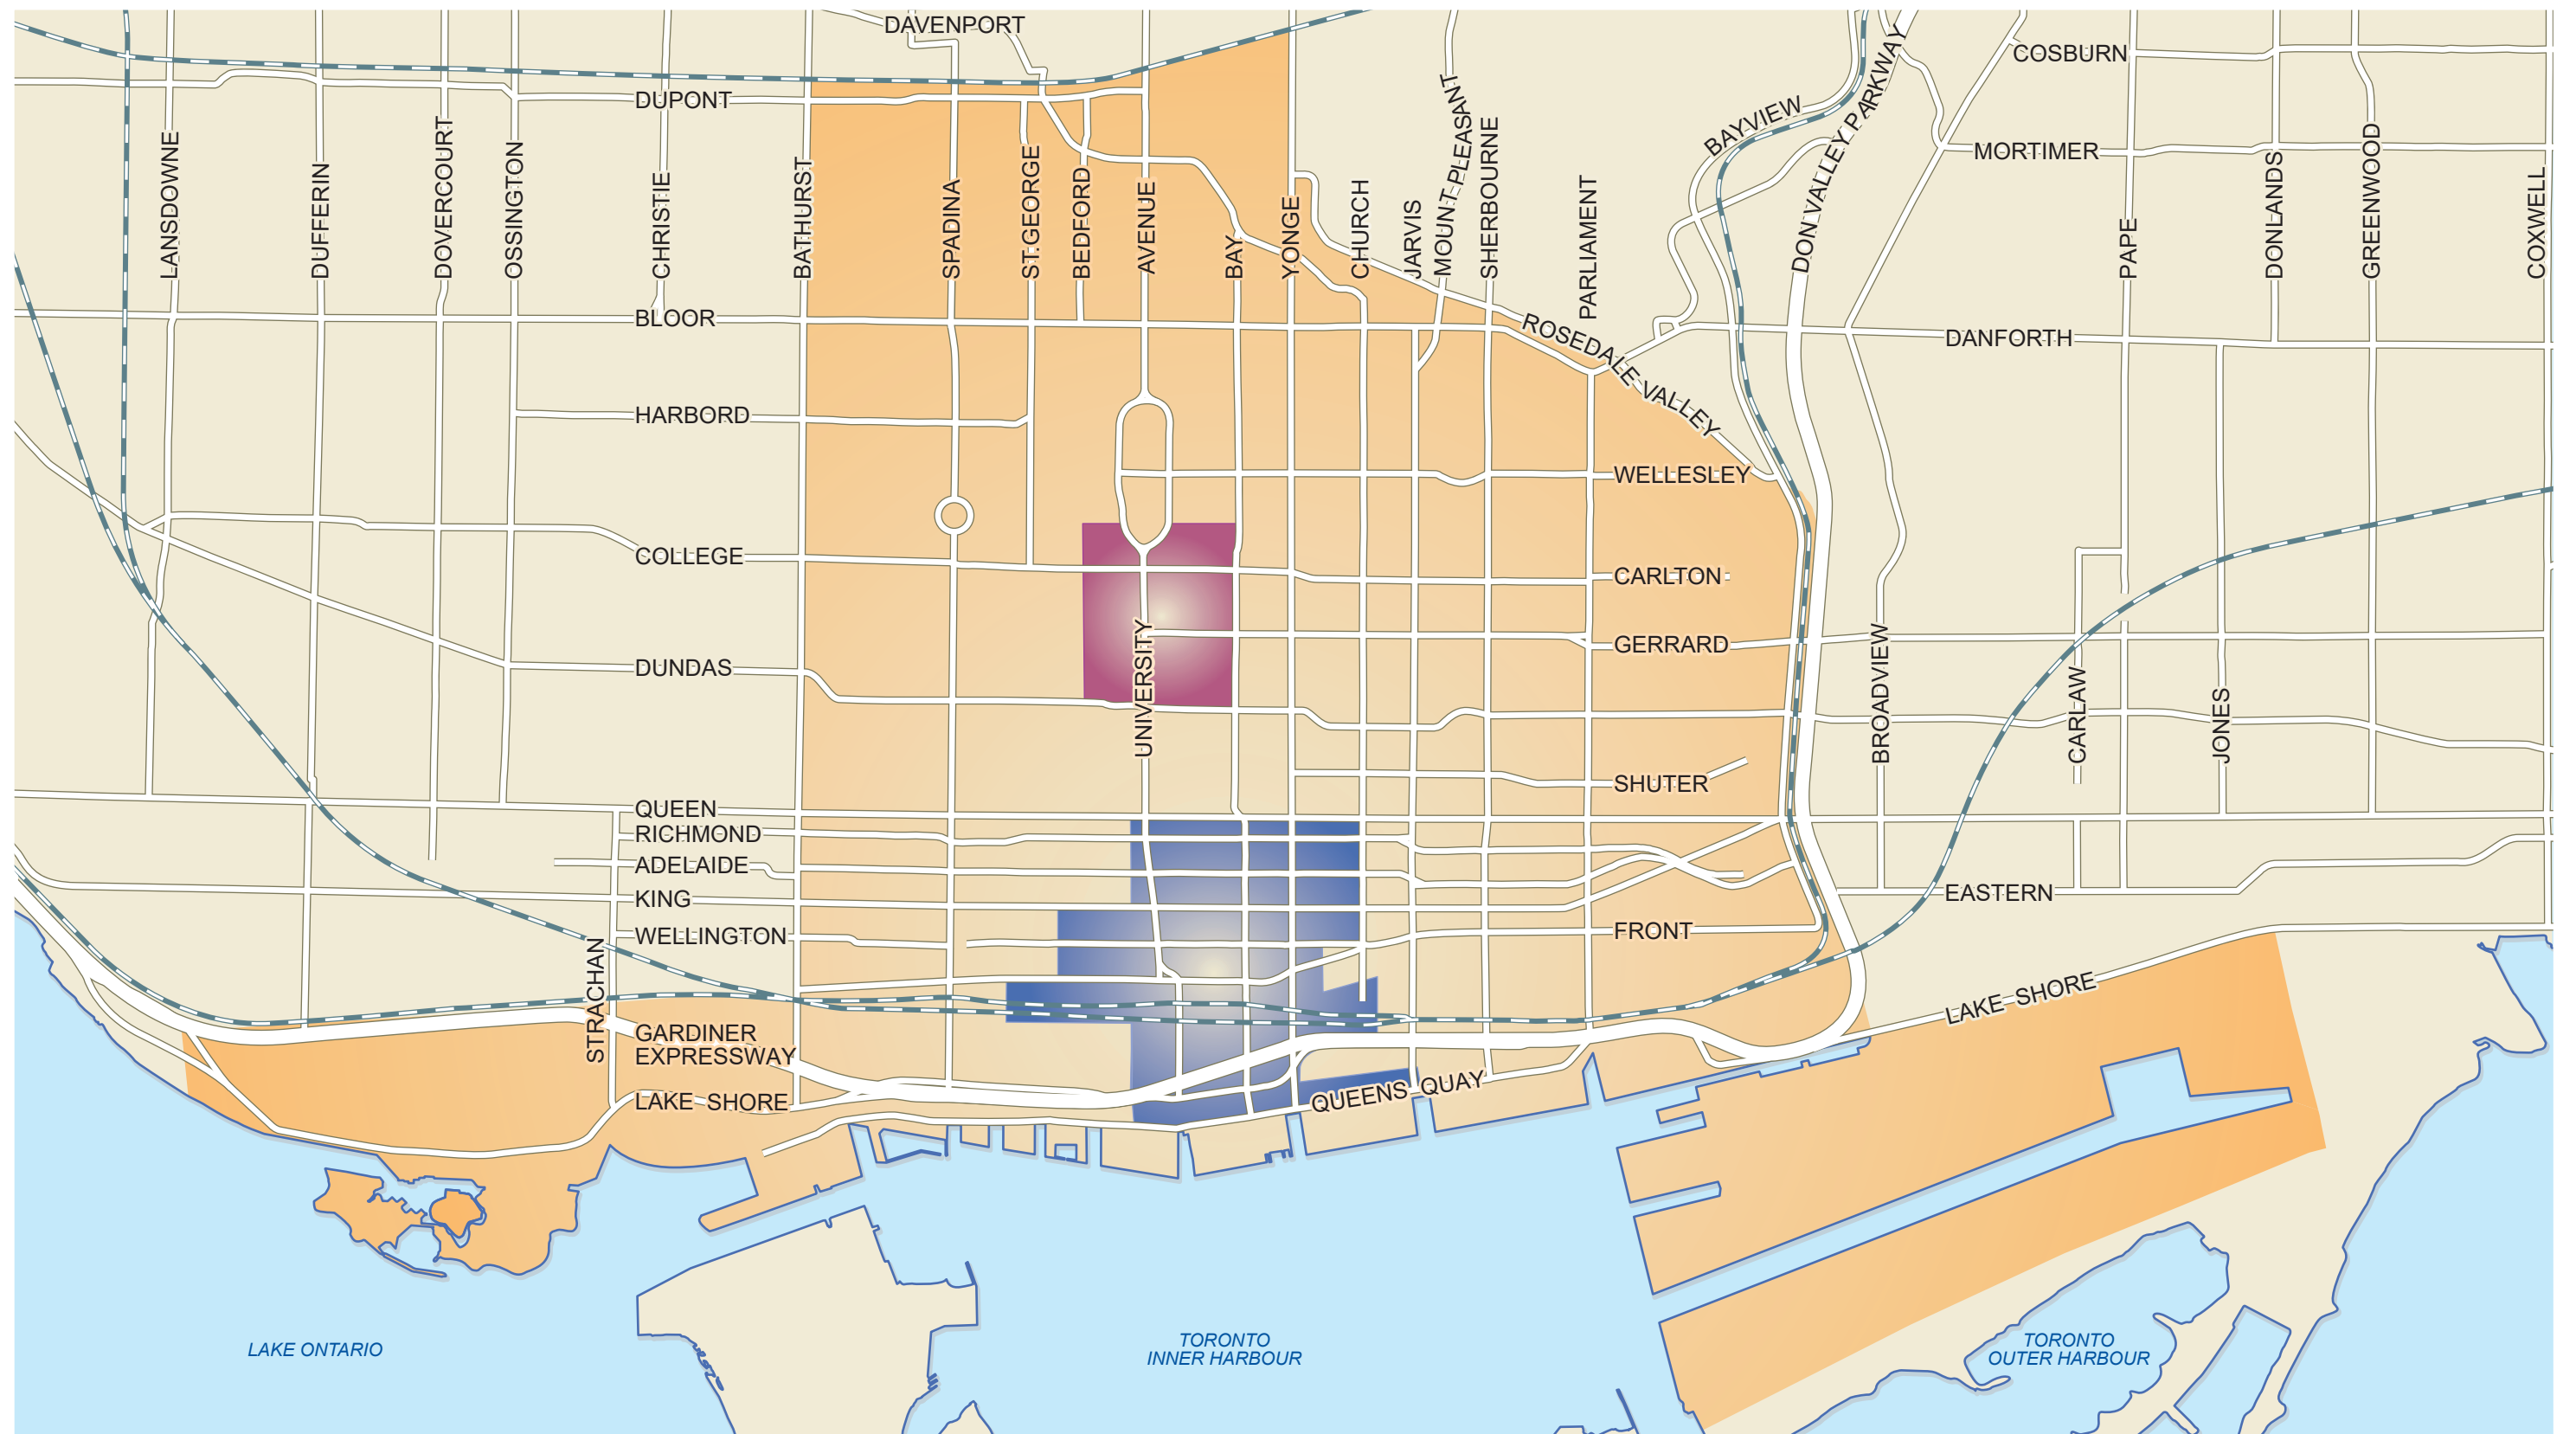 DAVENPORT
COSBURN
DUPONT
MORTIMER
BAYVIEW
DON VALLEY PARKWAY
LANSDOWNE
DUFFERIN
DOVERCOURT
OSSINGTON
CHRISTIE
BATHURST
SPADINA
ST.GEORGE
BEDFORD
AVENUE
BAY
YONGE
CHURCH
JARVIS
MOUNT PLEASANT
SHERBOURNE
PARLIAMENT
PAPE
DONLANDS
GREENWOOD
COXWELL
BLOOR
ROSEDALE VALLEY
DANFORTH
HARBORD
WELLESLEY
COLLEGE
CARLTON
GERRARD
DUNDAS
UNIVERSITY
BROADVIEW
CARLAW
JONES
SHUTER
QUEEN
RICHMOND
ADELAIDE
KING
EASTERN
WELLINGTON
FRONT
STRACHAN
GARDINER
EXPRESSWAY
LAKE SHORE
LAKE SHORE
QUEENS QUAY
LAKE ONTARIO
TORONTO
INNER HARBOUR
TORONTO
OUTER HARBOUR